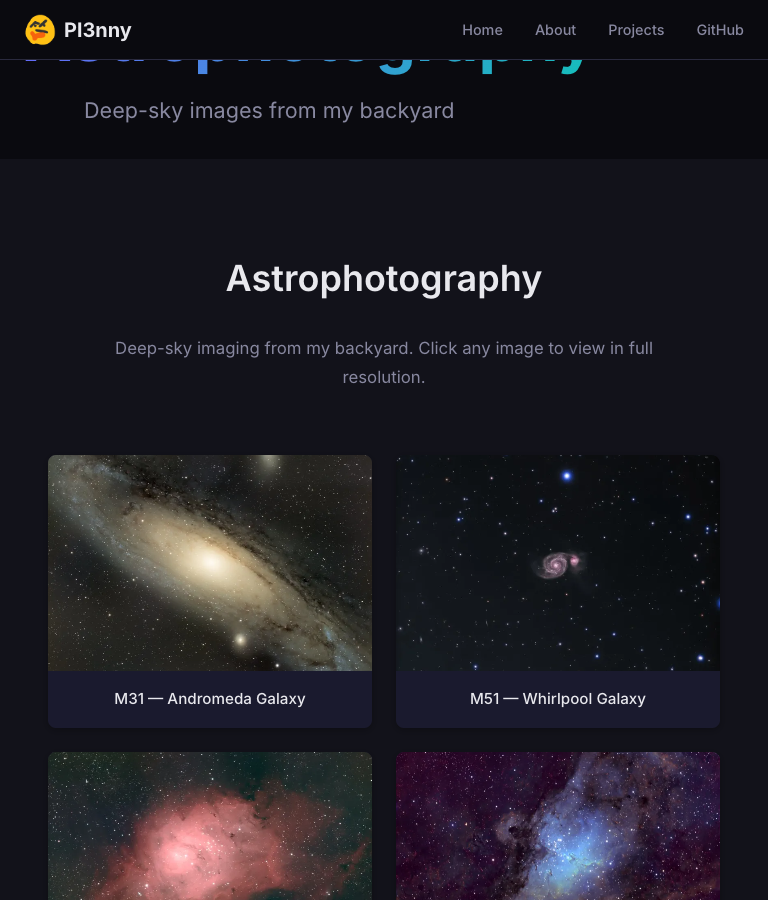 Pl3nny
Home
About
Projects
GitHub
Astrophotography
Deep-sky images from my backyard
Astrophotography
Deep-sky imaging from my backyard. Click any image to view in full
resolution.
M31 — Andromeda Galaxy
M51 — Whirlpool Galaxy